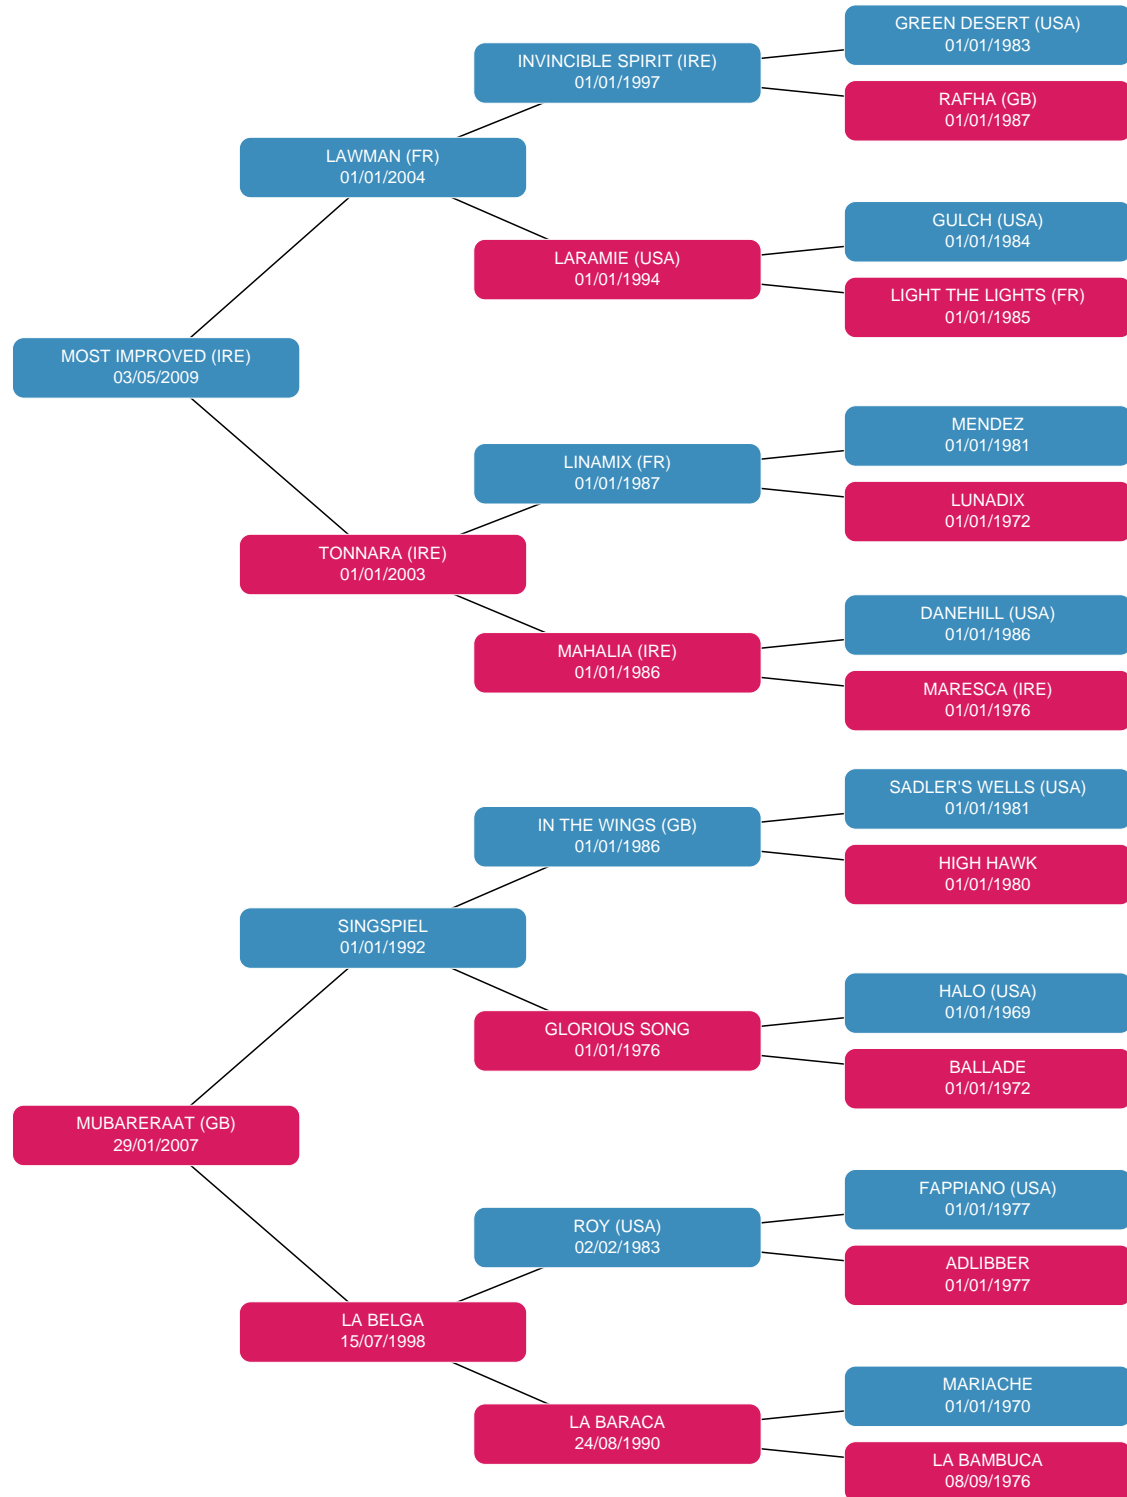 GREEN DESERT (USA)
01/01/1983
INVINCIBLE SPIRIT (IRE)
01/01/1997
RAFHA (GB)
01/01/1987
LAWMAN (FR)
01/01/2004
GULCH (USA)
01/01/1984
LARAMIE (USA)
01/01/1994
LIGHT THE LIGHTS (FR)
01/01/1985
MOST IMPROVED (IRE)
03/05/2009
MENDEZ
01/01/1981
LINAMIX (FR)
01/01/1987
LUNADIX
01/01/1972
TONNARA (IRE)
01/01/2003
DANEHILL (USA)
01/01/1986
MAHALIA (IRE)
01/01/1986
MARESCA (IRE)
01/01/1976
SADLER'S WELLS (USA)
01/01/1981
IN THE WINGS (GB)
01/01/1986
HIGH HAWK
01/01/1980
SINGSPIEL
01/01/1992
HALO (USA)
01/01/1969
GLORIOUS SONG
01/01/1976
BALLADE
01/01/1972
MUBARERAAT (GB)
29/01/2007
FAPPIANO (USA)
01/01/1977
ROY (USA)
02/02/1983
ADLIBBER
01/01/1977
LA BELGA
15/07/1998
MARIACHE
01/01/1970
LA BARACA
24/08/1990
LA BAMBUCA
08/09/1976